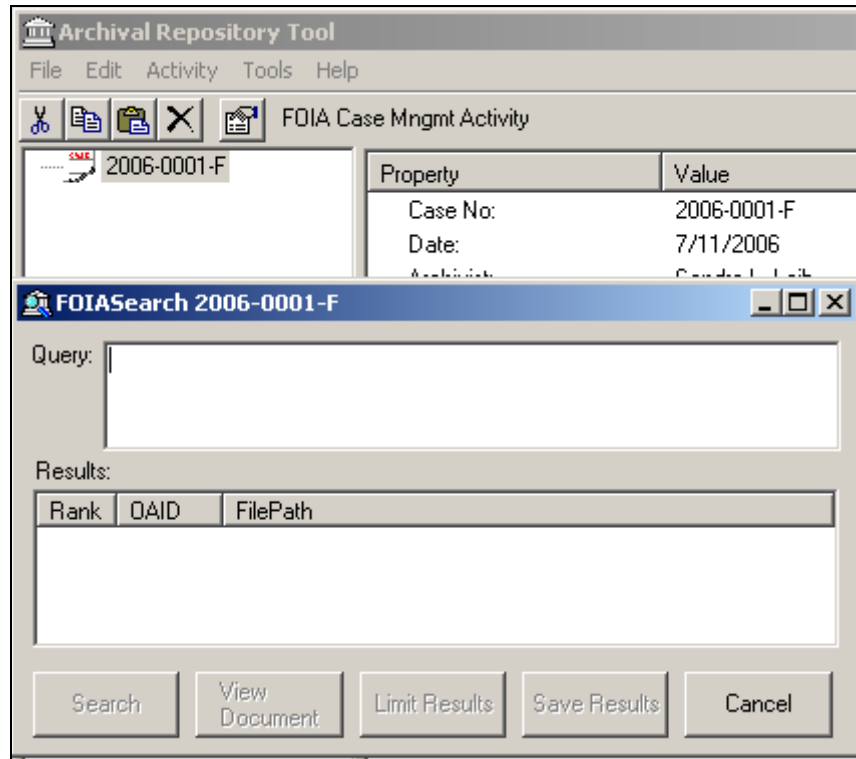 Archival Repository Tool
File Edit Activity Tools Help
FOIA Case Mngmt Activity
2006-0001-F
Property Value
Case No: 2006-0001-F
Date: 7/11/2006
FOIASearch 2006-0001-F
Query:
Results:
Rank OAID FilePath
Search
View
Document
Limit Results
Save Results
Cancel